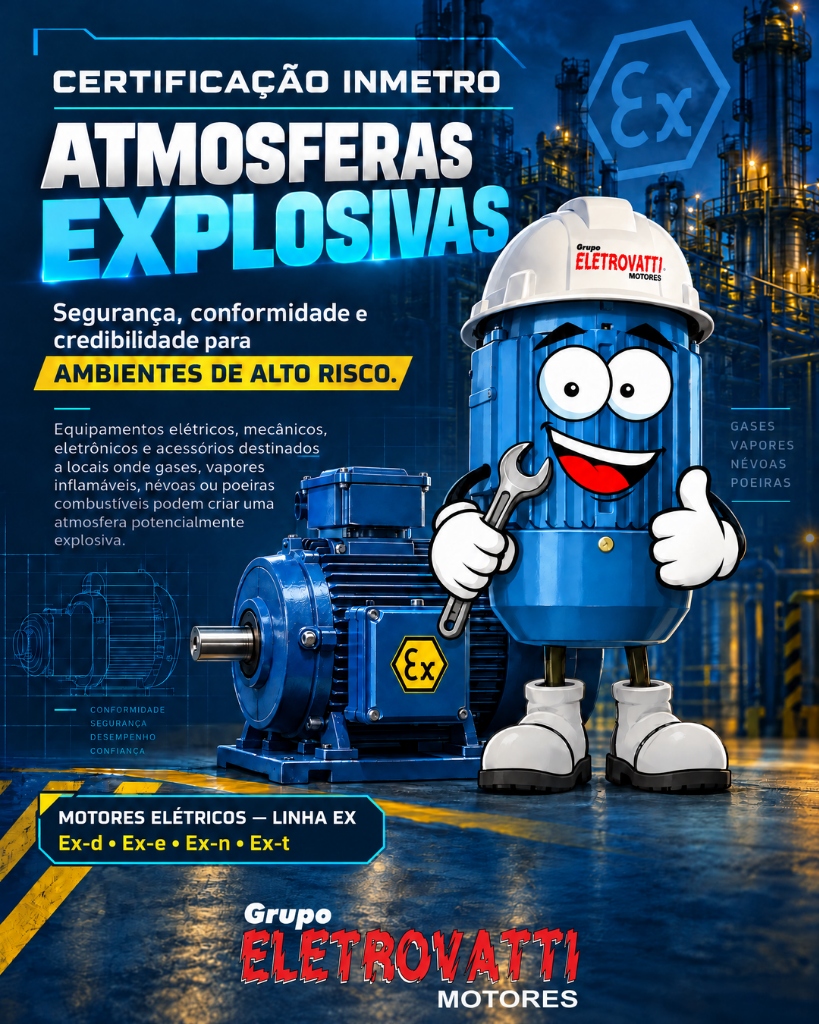 CERTIFICAÇÃO INMETRO
ATMOSFERAS
EXPLOSIVAS
Ex
Segurança, conformidade e
credibilidade para
AMBIENTES DE ALTO RISCO.
Grupo
ELETROVATTI
MOTORES
Equipamentos elétricos, mecânicos,
eletrônicos e acessórios destinados
a locais onde gases, vapores
inflamáveis, névoas ou poeiras
combustíveis podem criar uma
atmosfera potencialmente
explosiva.
GASES
VAPORES
NÉVOAS
POEIRAS
Ex
CONFORMIDADE
SEGURANÇA
DESEMPENHO
CONFIANÇA
MOTORES ELÉTRICOS — LINHA EX
Ex-d • Ex-e • Ex-n • Ex-t
Grupo
ELETROVATTI
MOTORES